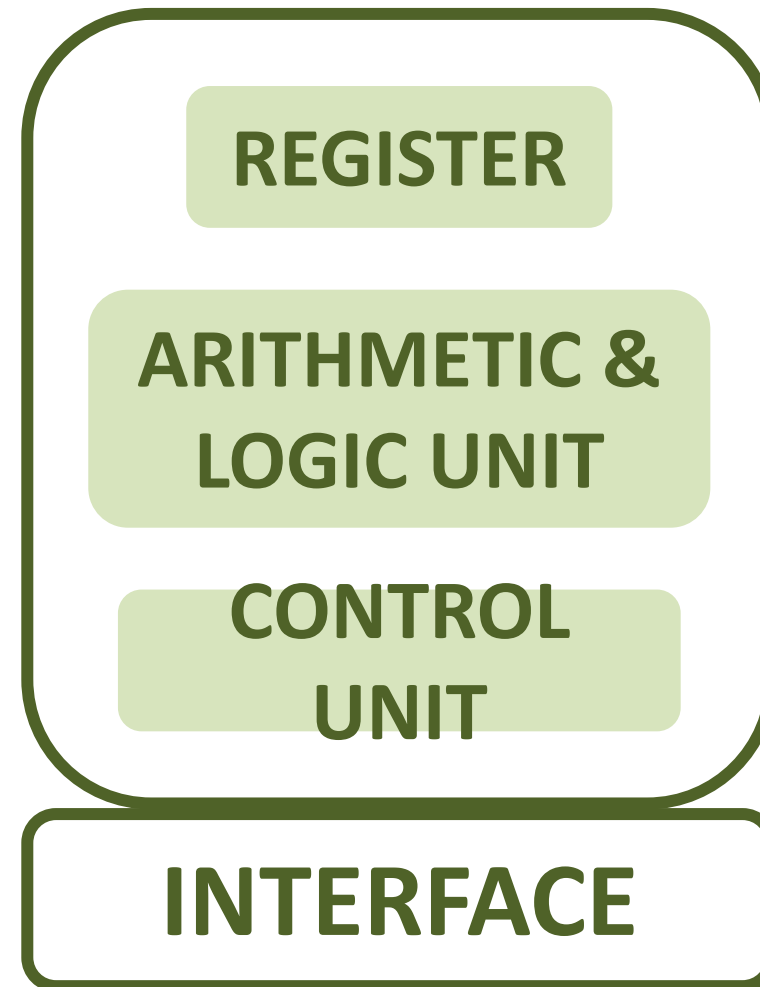 REGISTER
ARITHMETIC &
LOGIC UNIT
CONTROL
UNIT
INTERFACE